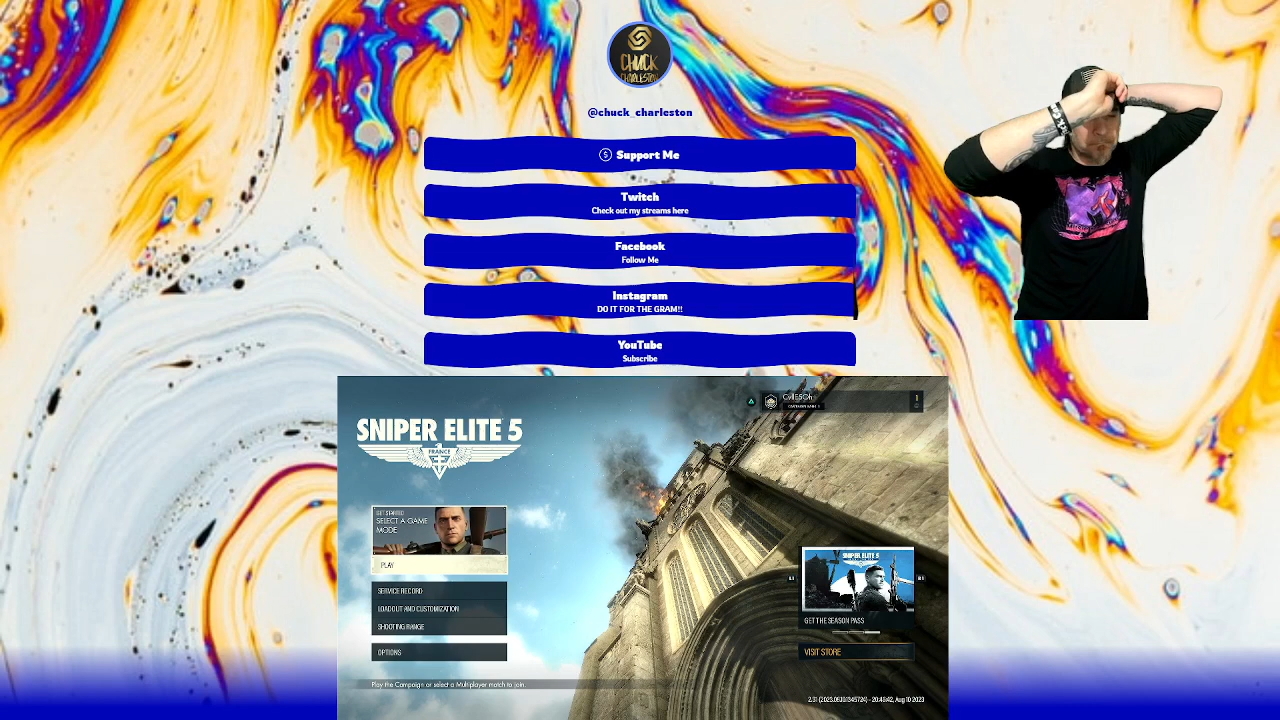 CHUCK
CHARLESTON
@chuck_charleston
Support Me
Twitch
Check out my streams here
Facebook
Follow Me
Instagram
DO IT FOR THE GRAM!!
YouTube
Subscribe
SNIPER ELITE 5
FRANCE
GET STARTED
SELECT A GAME
MODE
PLAY
SERVICE RECORD
LOADOUT AND CUSTOMIZATION
SHOOTING RANGE
OPTIONS
Play the Campaign or select a Multiplayer match to join.
SNIPER ELITE 5
GET THE SEASON PASS
VISIT STORE